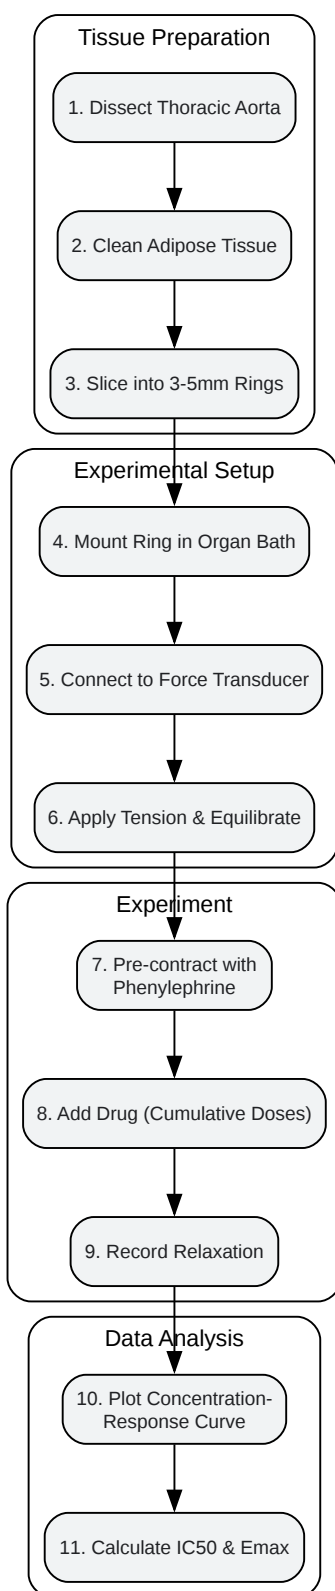 Tissue Preparation
1. Dissect Thoracic Aorta
2. Clean Adipose Tissue
3. Slice into 3-5mm Rings
Experimental Setup
4. Mount Ring in Organ Bath
5. Connect to Force Transducer
6. Apply Tension & Equilibrate
Experiment
7. Pre-contract with
Phenylephrine
8. Add Drug (Cumulative Doses)
9. Record Relaxation
Data Analysis
10. Plot Concentration-
Response Curve
11. Calculate IC50 & Emax